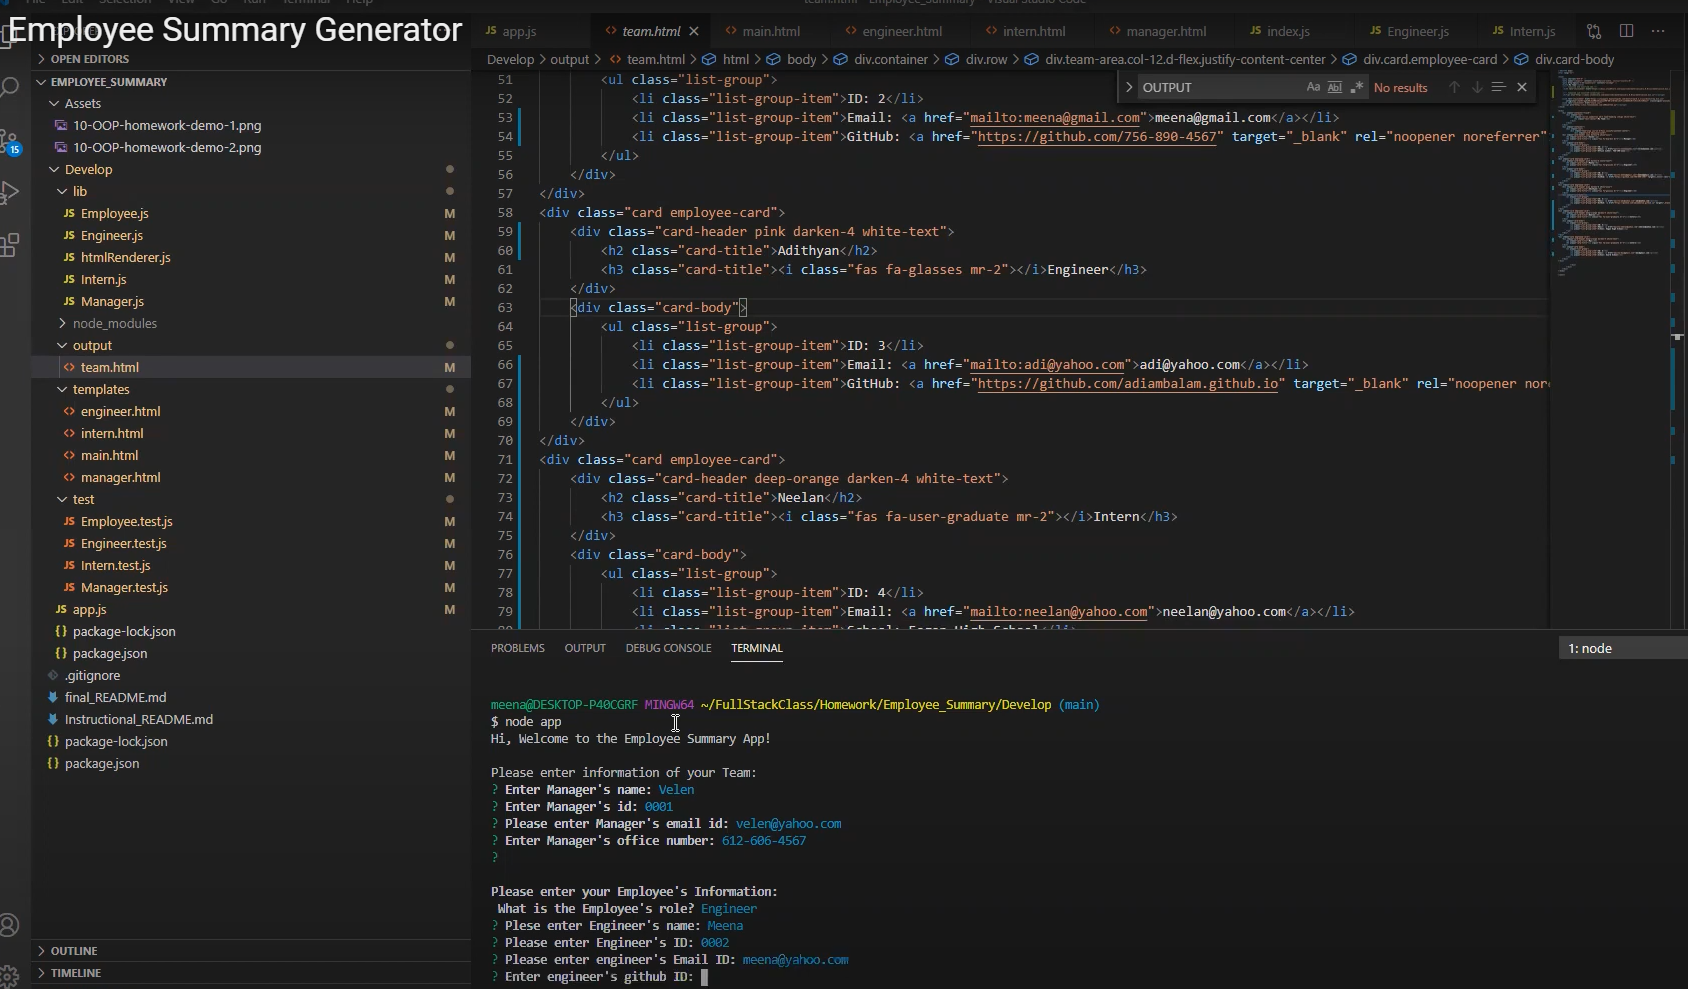 Employee Summary Generator
JS app.js
<> team.html ×
<> main.html
<> engineer.html
<> intern.html
<> manager.html
JS index.js
JS Engineer.js
JS Intern.js
> OPEN EDITORS
Develop > output > <> team.html > html > body > div.container > div.row > div.team-area.col-12.d-flex.justify-content-center > div.card.employee-card > div.card-body
EMPLOYEE_SUMMARY
Assets
10-OOP-homework-demo-1.png
10-OOP-homework-demo-2.png
15
Develop
lib
JS Employee.js M
JS Engineer.js M
JS htmlRenderer.js M
JS Intern.js M
JS Manager.js M
> node_modules
output
<> team.html M
templates
<> engineer.html M
<> intern.html M
<> main.html M
<> manager.html M
test
JS Employee.test.js M
JS Engineer.test.js M
JS Intern.test.js M
JS Manager.test.js M
JS app.js M
{} package-lock.json
{} package.json
.gitignore
final_README.md
Instructional_README.md
{} package-lock.json
{} package.json
> OUTLINE
> TIMELINE
OUTPUT Aa Abl .* No results
51 <ul class="list-group">
52 <li class="list-group-item">ID: 2</li>
53 <li class="list-group-item">Email: <a href="mailto:meena@gmail.com">meena@gmail.com</a></li>
54 <li class="list-group-item">GitHub: <a href="https://github.com/756-890-4567" target="_blank" rel="noopener noreferrer"
55 </ul>
56 </div>
57 </div>
58 <div class="card employee-card">
59 <div class="card-header pink darken-4 white-text">
60 <h2 class="card-title">Adithyan</h2>
61 <h3 class="card-title"><i class="fas fa-glasses mr-2"></i>Engineer</h3>
62 </div>
63 <div class="card-body">
64 <ul class="list-group">
65 <li class="list-group-item">ID: 3</li>
66 <li class="list-group-item">Email: <a href="mailto:adi@yahoo.com">adi@yahoo.com</a></li>
67 <li class="list-group-item">GitHub: <a href="https://github.com/adiambalam.github.io" target="_blank" rel="noopener nor
68 </ul>
69 </div>
70 </div>
71 <div class="card employee-card">
72 <div class="card-header deep-orange darken-4 white-text">
73 <h2 class="card-title">Neelan</h2>
74 <h3 class="card-title"><i class="fas fa-user-graduate mr-2"></i>Intern</h3>
75 </div>
76 <div class="card-body">
77 <ul class="list-group">
78 <li class="list-group-item">ID: 4</li>
79 <li class="list-group-item">Email: <a href="mailto:neelan@yahoo.com">neelan@yahoo.com</a></li>
PROBLEMS OUTPUT DEBUG CONSOLE TERMINAL
1: node
meena@DESKTOP-P40CGRF MINGW64 ~/FullStackClass/Homework/Employee_Summary/Develop (main)
$ node app
Hi, Welcome to the Employee Summary App!
Please enter information of your Team:
? Enter Manager's name: Velen
? Enter Manager's id: 0001
? Please enter Manager's email id: velen@yahoo.com
? Enter Manager's office number: 612-606-4567
?
Please enter your Employee's Information:
What is the Employee's role? Engineer
? Plese enter Engineer's name: Meena
? Please enter Engineer's ID: 0002
? Please enter engineer's Email ID: meena@yahoo.com
? Enter engineer's github ID: